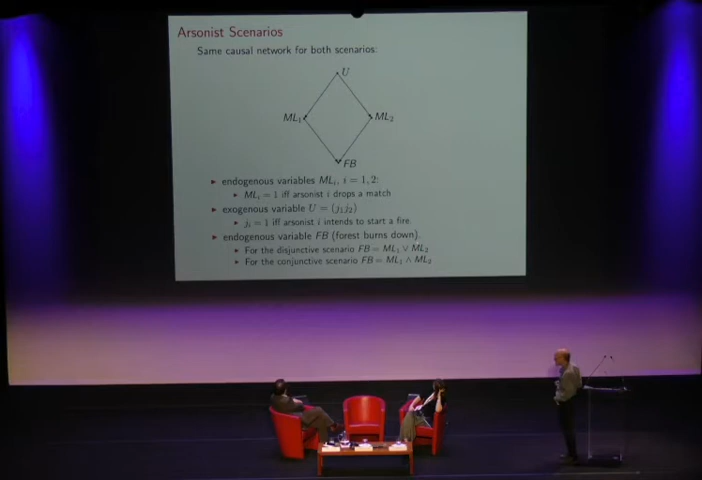 Arsonist Scenarios
Same causal network for both scenarios:
U
ML₁ ML₂
FB
▶ endogenous variables MLᵢ, i = 1, 2:
▶ MLᵢ = 1 iff arsonist i drops a match
▶ exogenous variable U = (j₁j₂)
▶ jᵢ = 1 iff arsonist i intends to start a fire.
▶ endogenous variable FB (forest burns down).
▶ For the disjunctive scenario FB = ML₁ ∨ ML₂
▶ For the conjunctive scenario FB = ML₁ ∧ ML₂